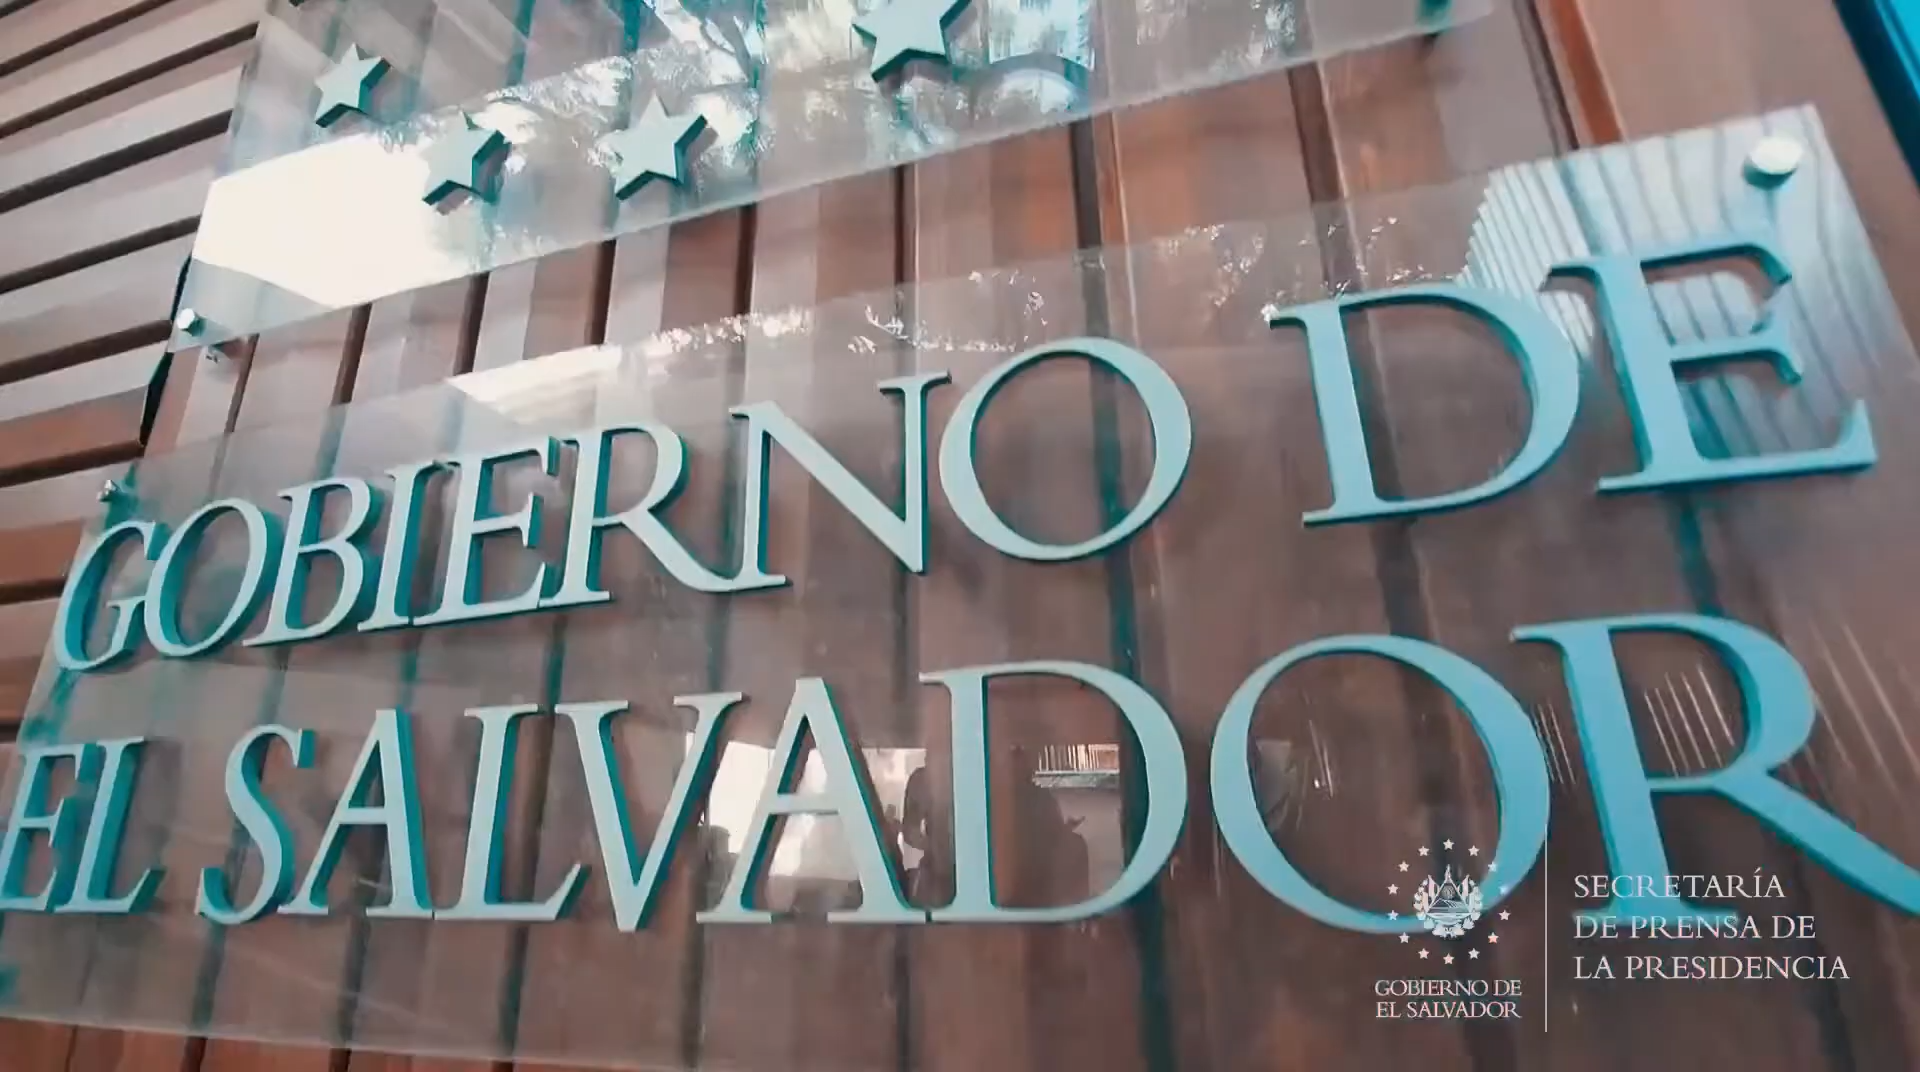 GOBIERNO DE
EL SALVADOR
GOBIERNO DE
EL SALVADOR
SECRETARÍA
DE PRENSA DE
LA PRESIDENCIA